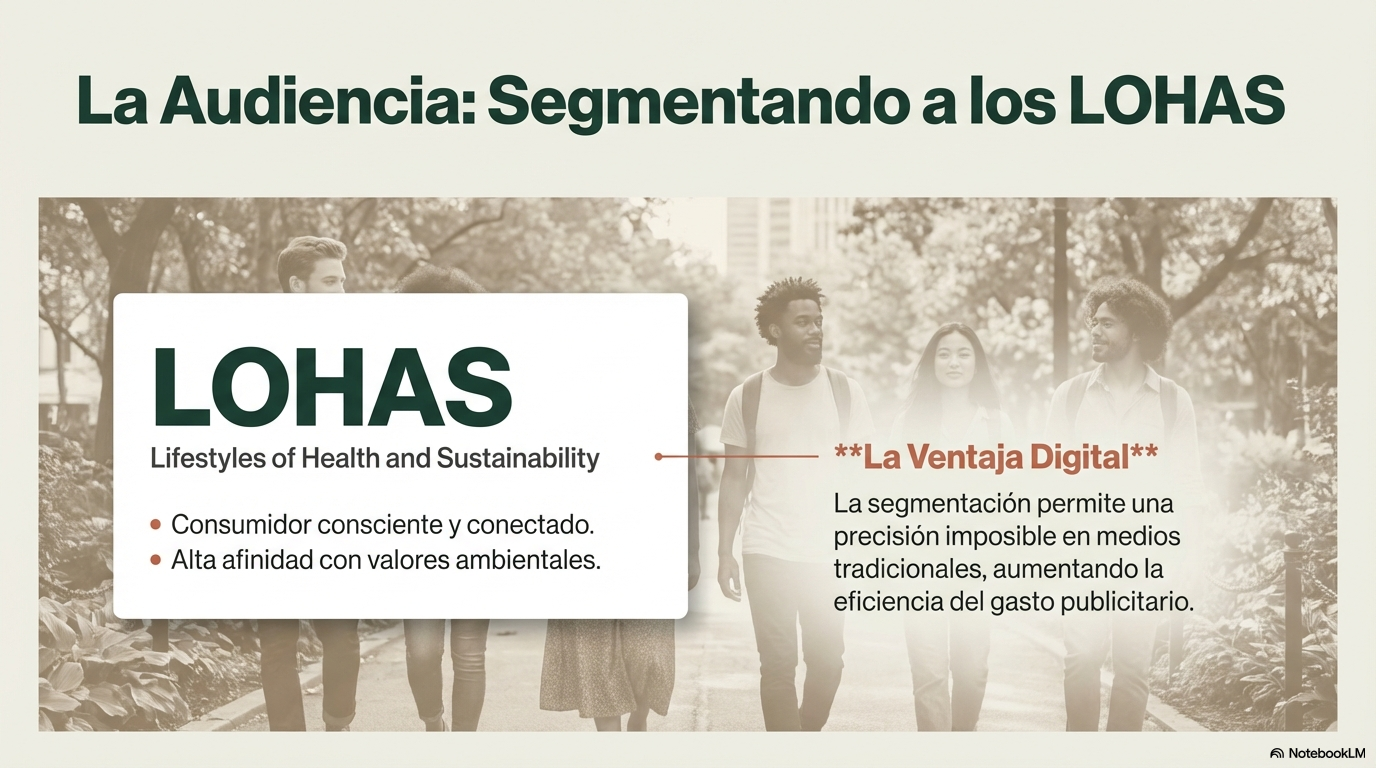 La Audiencia: Segmentando a los LOHAS
LOHAS
Lifestyles of Health and Sustainability
• Consumidor consciente y conectado.
• Alta afinidad con valores ambientales.
**La Ventaja Digital**
La segmentación permite una
precisión imposible en medios
tradicionales, aumentando la
eficiencia del gasto publicitario.
NotebookLM